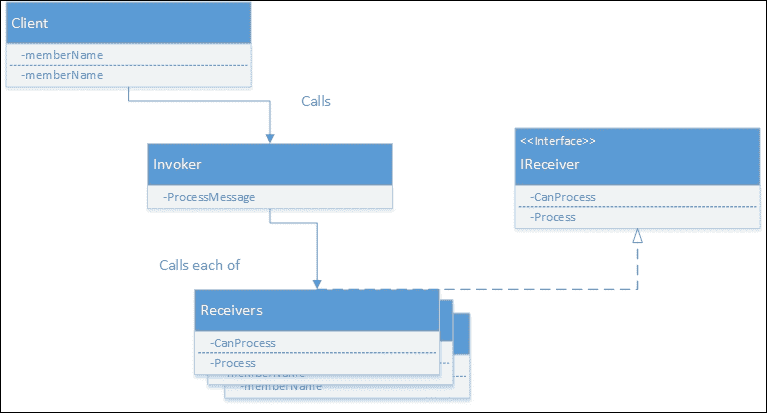 Client
-memberName
-memberName
Calls
Invoker
-ProcessMessage
<<Interface>>
IReceiver
-CanProcess
-Process
Calls each of
Receivers
-CanProcess
-Process
-memberName
-memberName